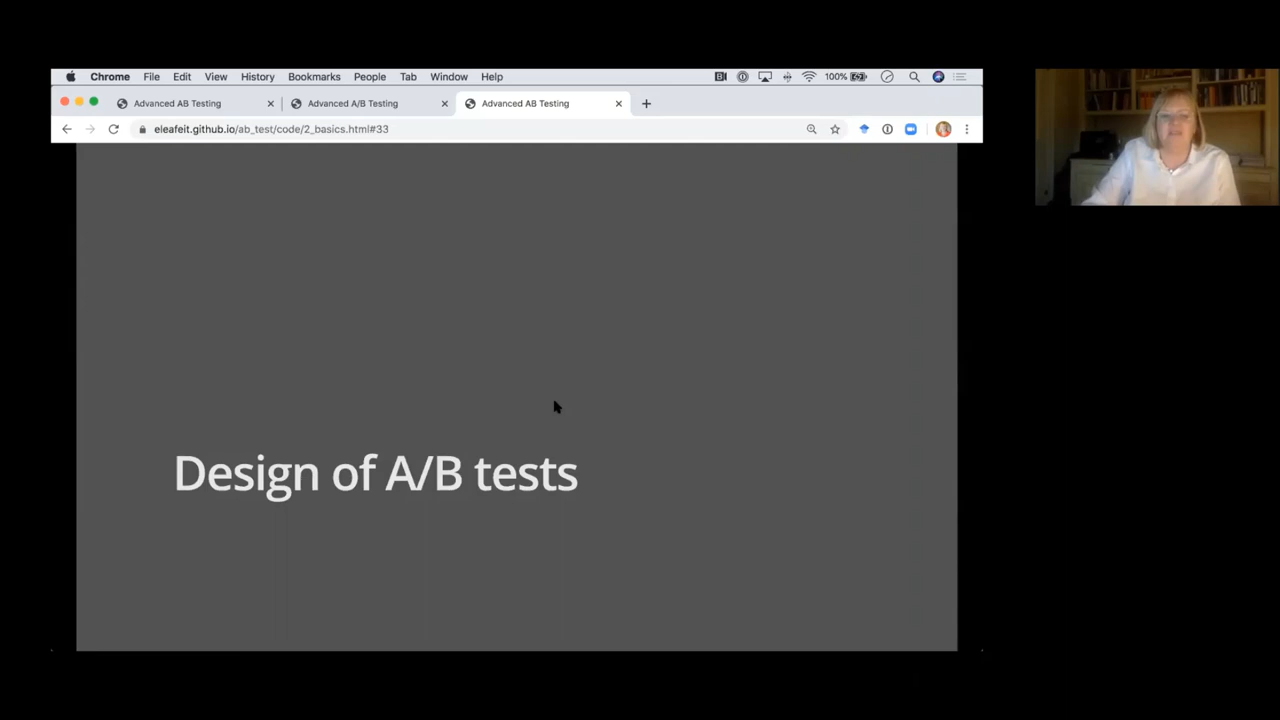 Chrome File Edit View History Bookmarks People Tab Window Help 100%
Advanced AB Testing Advanced A/B Testing Advanced AB Testing
eleafeit.github.io/ab_test/code/2_basics.html#33
Design of A/B tests